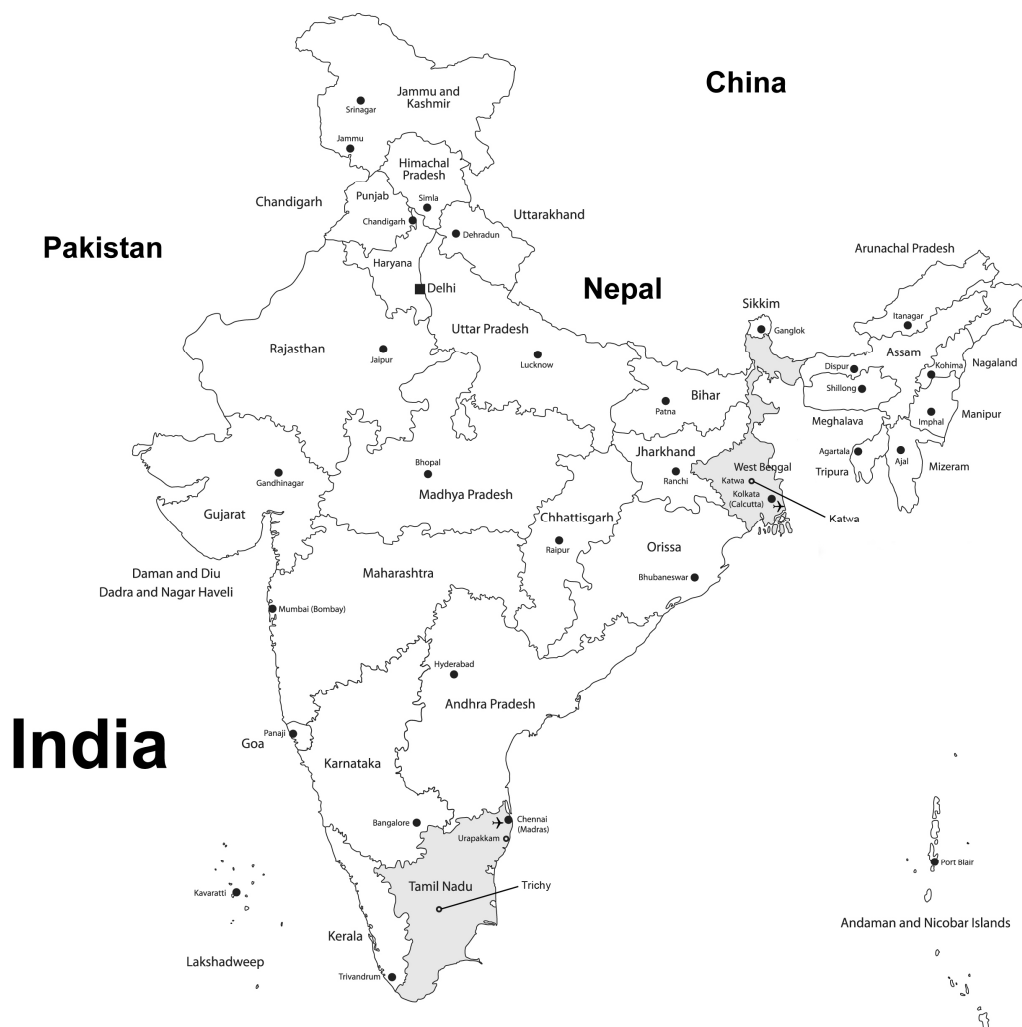 China
Jammu and
Kashmir
Srinagar
Jammu
Himachal
Pradesh
Chandigarh
Punjab
Simla
Uttarakhand
Chandigarh
Dehradun
Pakistan
Arunachal Pradesh
Haryana
Nepal
Delhi
Sikkim
Itanagar
Uttar Pradesh
Ganglok
Rajasthan
Jaipur
Lucknow
Assam
Dispur
Kohima
Nagaland
Shillong
Bihar
Patna
Meghalava
Imphal
Manipur
Jharkhand
Agartala
Bhopal
West Bengal
Ajal
Mizeram
Gandhinagar
Ranchi
Katwa
Tripura
Madhya Pradesh
Kolkata
(Calcutta)
Gujarat
Chhattisgarh
Katwa
Raipur
Orissa
Daman and Diu
Maharashtra
Bhubaneswar
Dadra and Nagar Haveli
Mumbai (Bombay)
Hyderabad
Andhra Pradesh
India
Panaji
Goa
Karnataka
Bangalore
Chennai
(Madras)
Urapakkam
Port Blair
Tamil Nadu
Trichy
Kavaratti
Andaman and Nicobar Islands
Kerala
Lakshadweep
Trivandrum